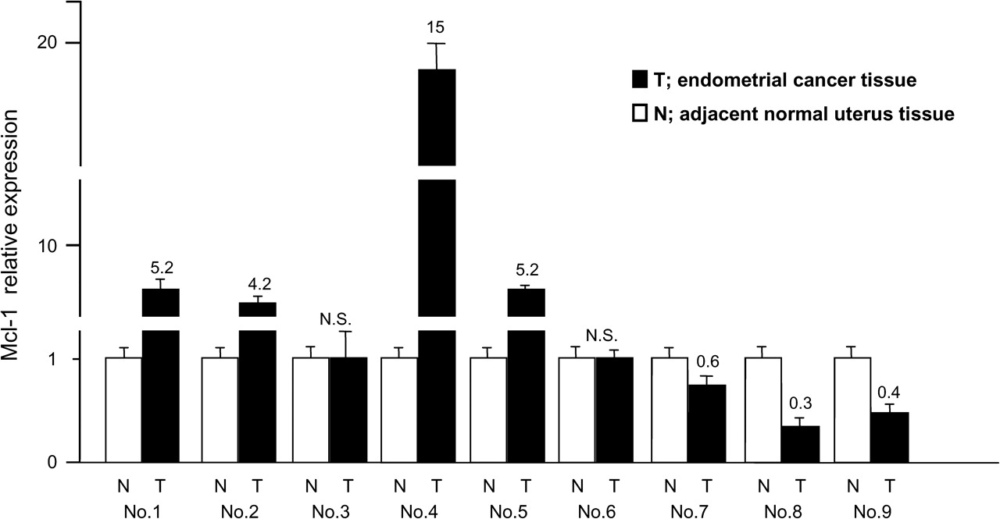 15
20
T; endometrial cancer tissue
N; adjacent normal uterus tissue
Mcl-1 relative expression
10
5.2
4.2
5.2
N.S.
N.S.
1
0.6
0.3
0.4
0
N T N T N T N T N T N T N T N T N T
No.1 No.2 No.3 No.4 No.5 No.6 No.7 No.8 No.9